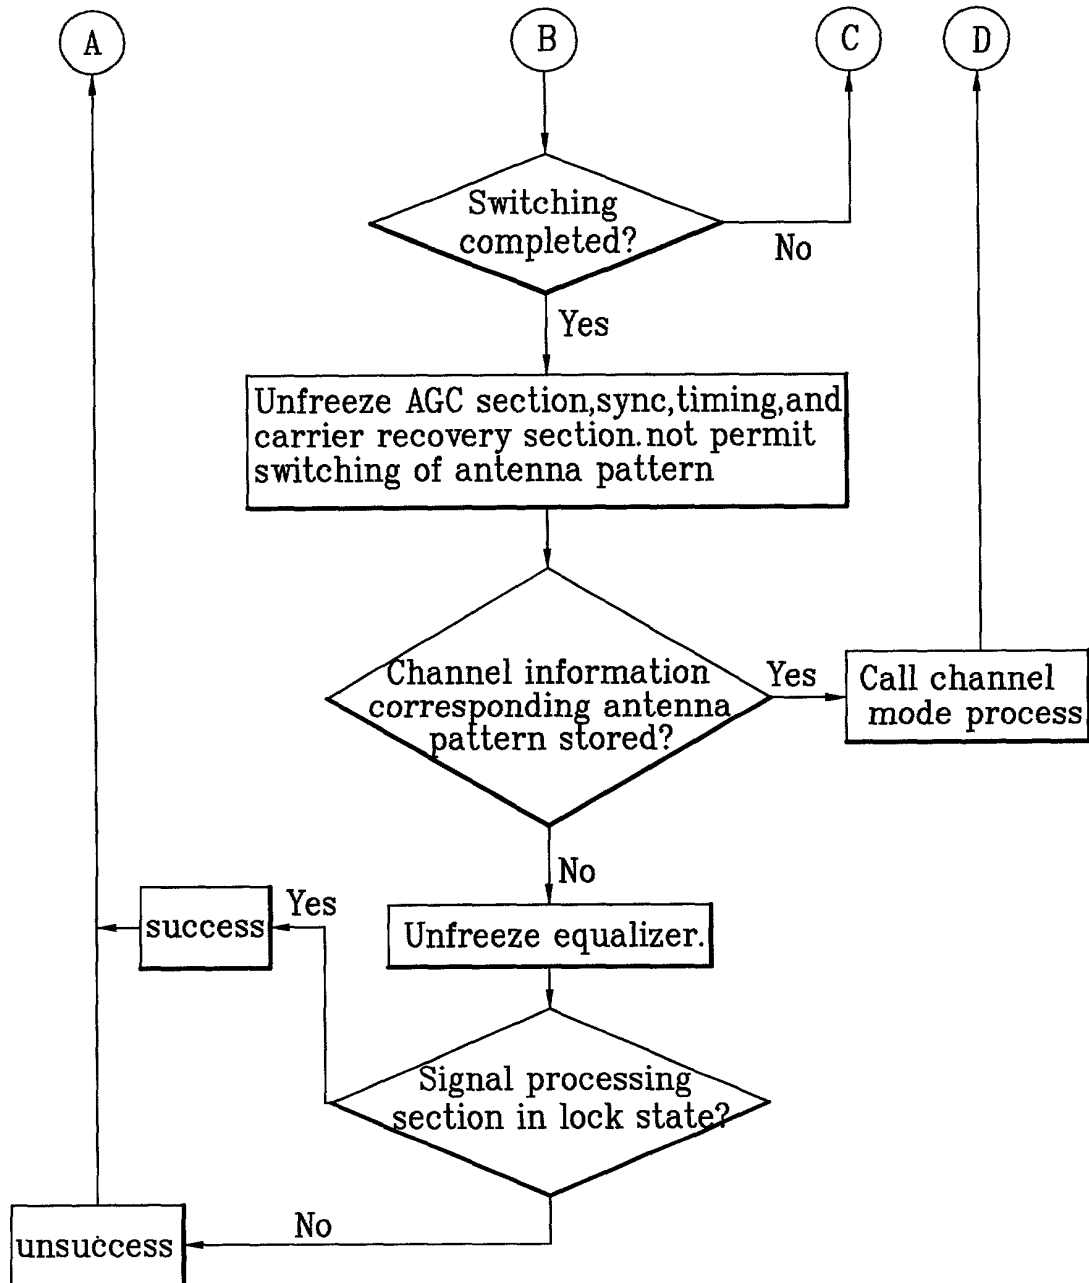 A
B
C
D
Switching
completed?
No
Yes
Unfreeze AGC section,sync,timing,and
carrier recovery section.not permit
switching of antenna pattern
Channel information
corresponding antenna
pattern stored?
Yes
Call channel
mode process
No
Unfreeze equalizer.
Yes
success
Signal processing
section in lock state?
No
unsuccess